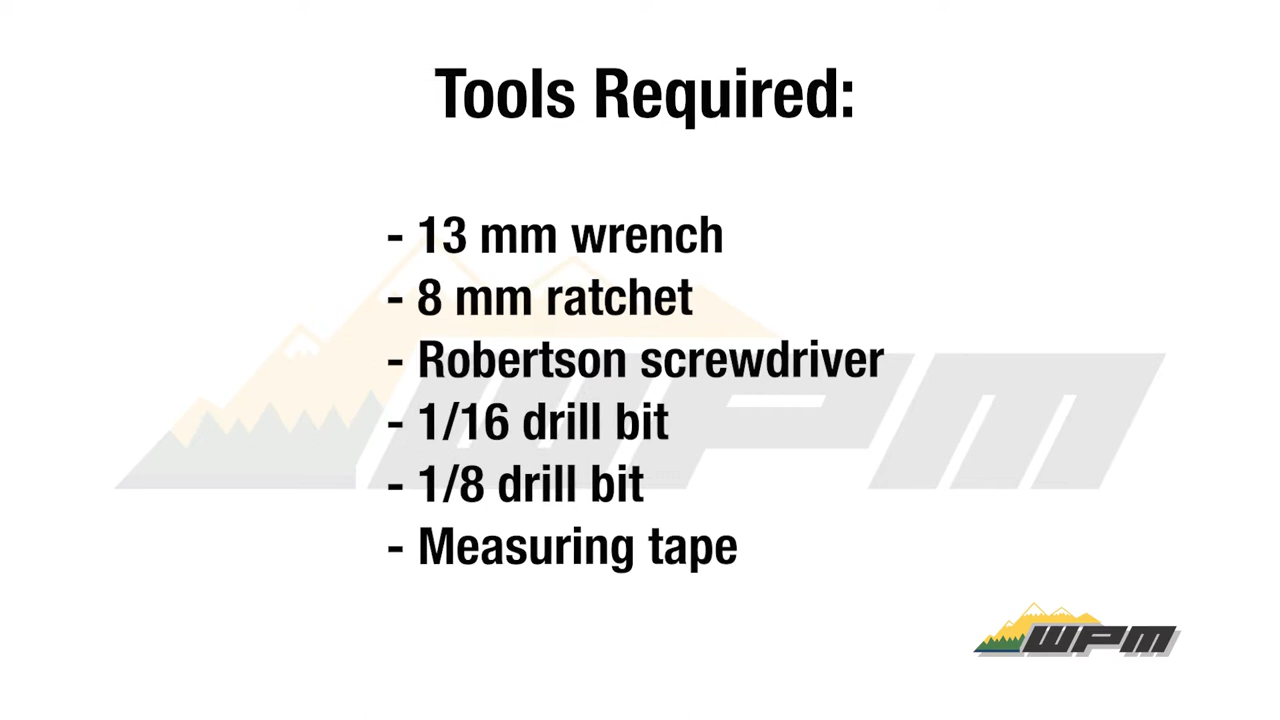 Tools Required:
- 13 mm wrench
- 8 mm ratchet
- Robertson screwdriver
- 1/16 drill bit
- 1/8 drill bit
- Measuring tape
WPM
WPM